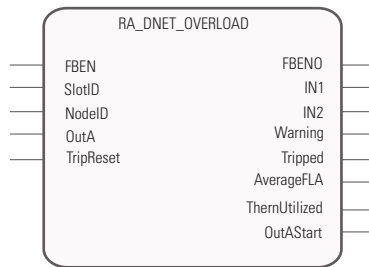 RA_DNET_OVERLOAD
FBEN FBENO
SlotID IN1
NodeID IN2
OutA Warning
TripReset Tripped
AverageFLA
ThernUtilized
OutAStart